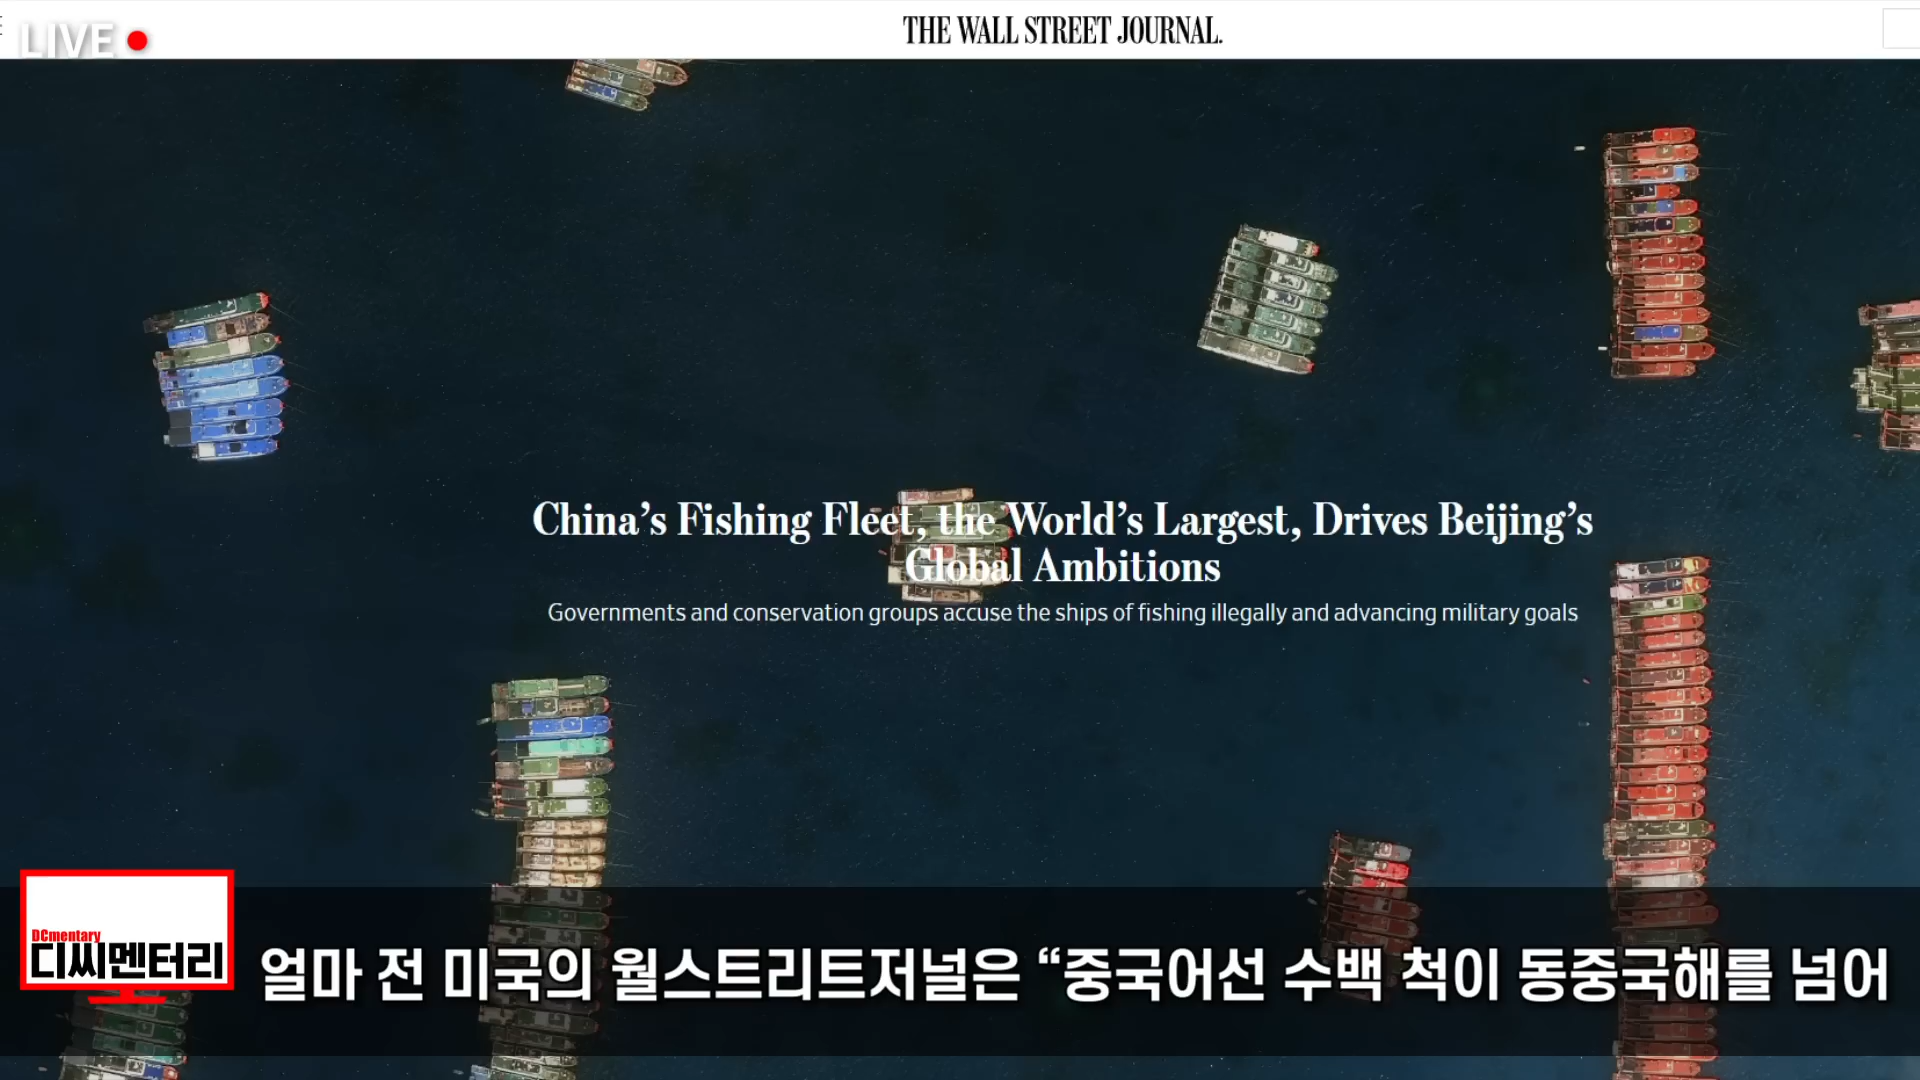 LIVE
THE WALL STREET JOURNAL.
China’s Fishing Fleet, the World’s Largest, Drives Beijing’s
Global Ambitions
Governments and conservation groups accuse the ships of fishing illegally and advancing military goals
DCmentary
디씨멘터리
얼마 전 미국의 월스트리트저널은 “중국어선 수백 척이 동중국해를 넘어